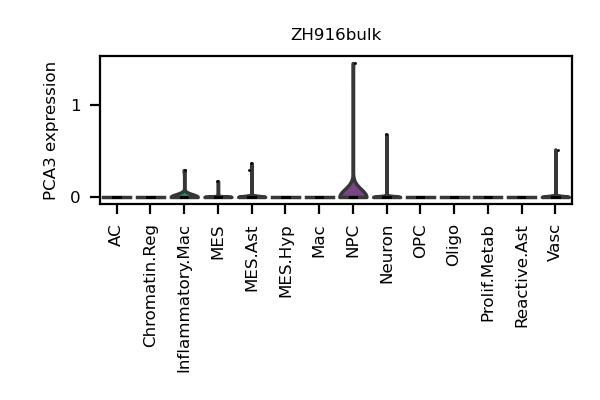 ZH916bulk
PCA3 expression
1
0
AC
Chromatin.Reg
Inflammatory.Mac
MES
MES.Ast
MES.Hyp
Mac
NPC
Neuron
OPC
Oligo
Prolif.Metab
Reactive.Ast
Vasc